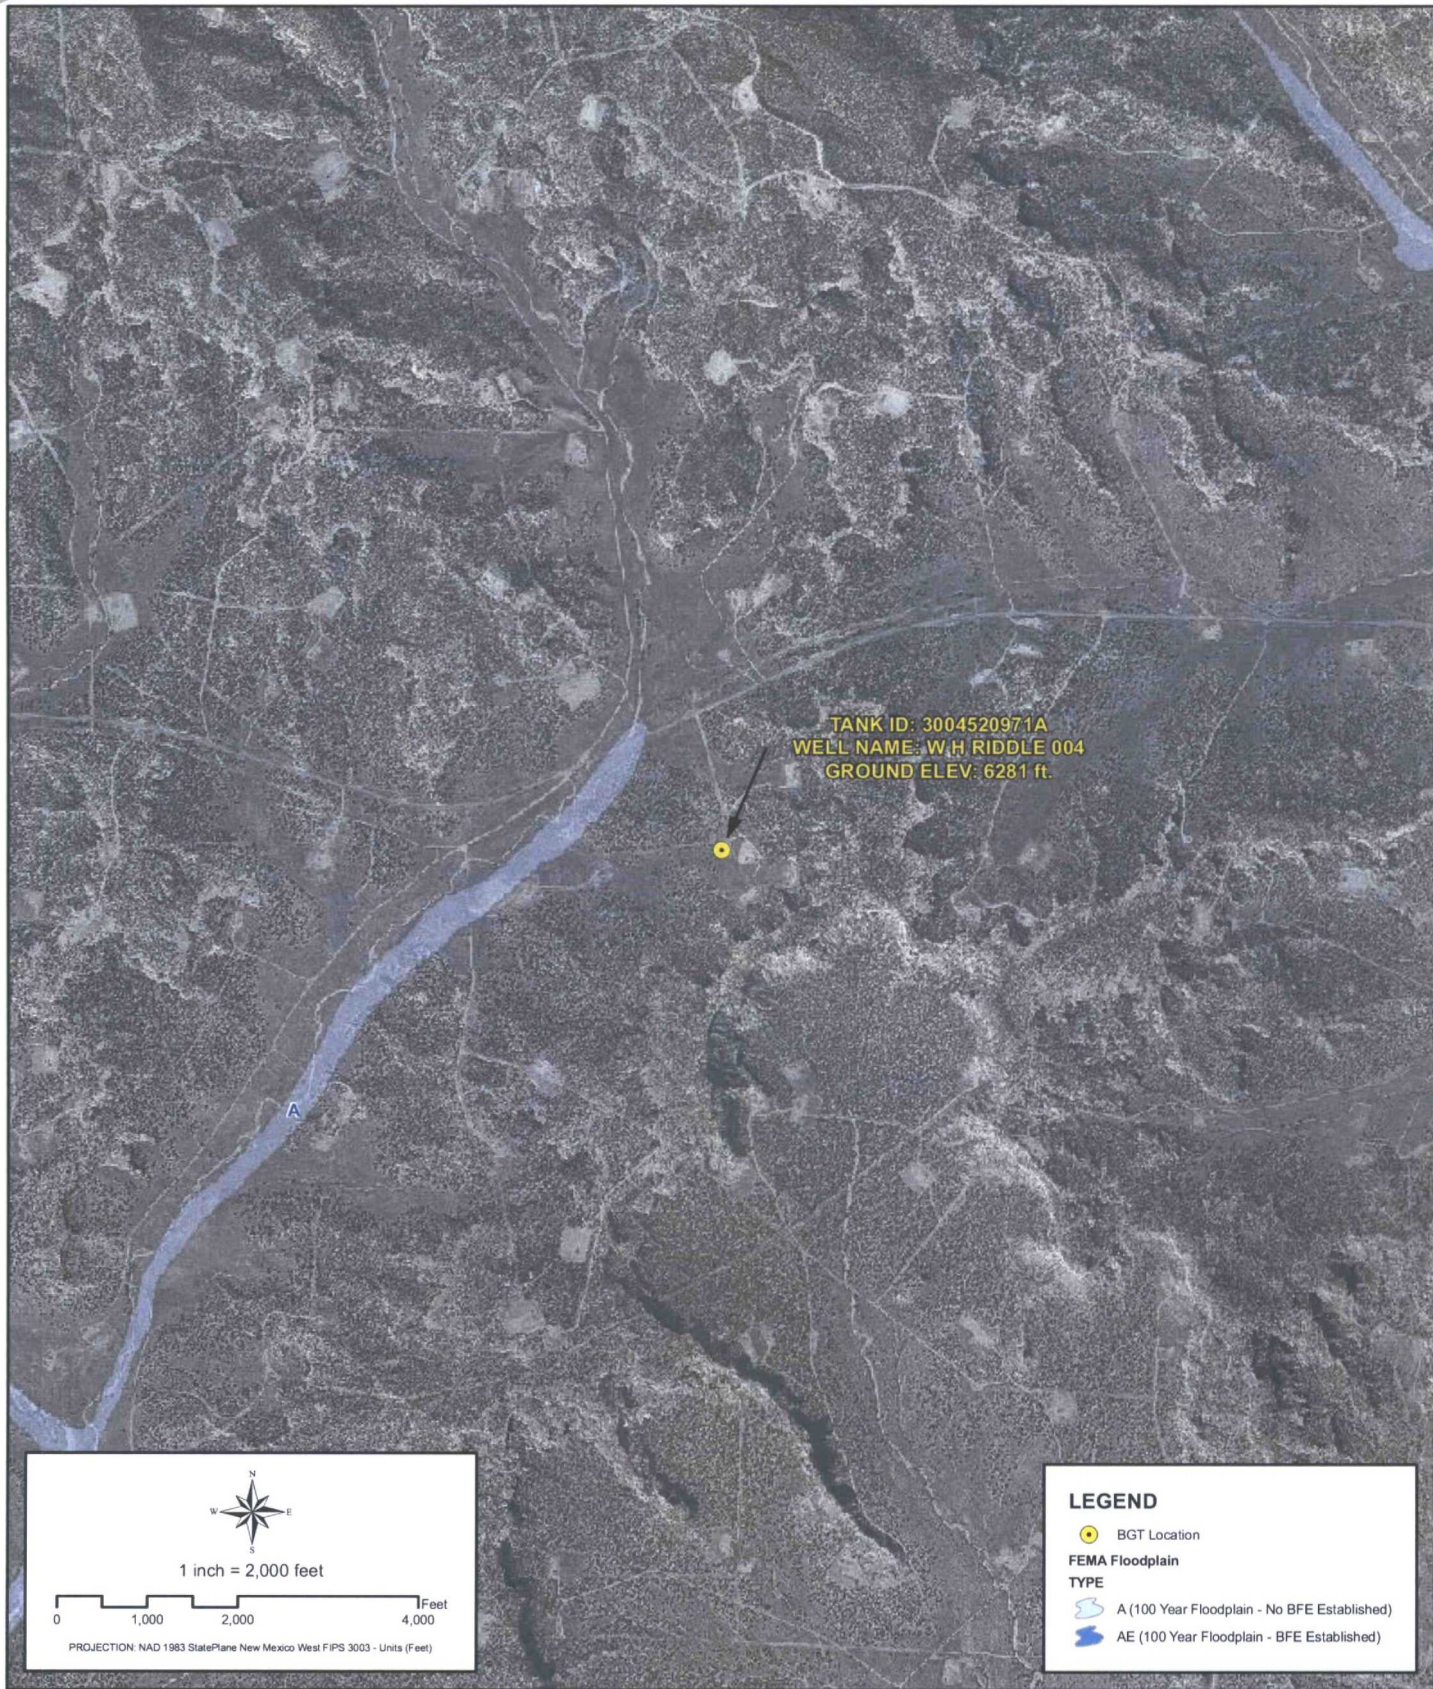 TANK ID: 3004520971A
WELL NAME: W H RIDDLE 004
GROUND ELEV: 6281 ft.
A
N
W E
S
1 inch = 2,000 feet
Feet
0 1,000 2,000 4,000
PROJECTION: NAD 1983 StatePlane New Mexico West FIPS 3003 - Units (Feet)
LEGEND
BGT Location
FEMA Floodplain
TYPE
A (100 Year Floodplain - No BFE Established)
AE (100 Year Floodplain - BFE Established)